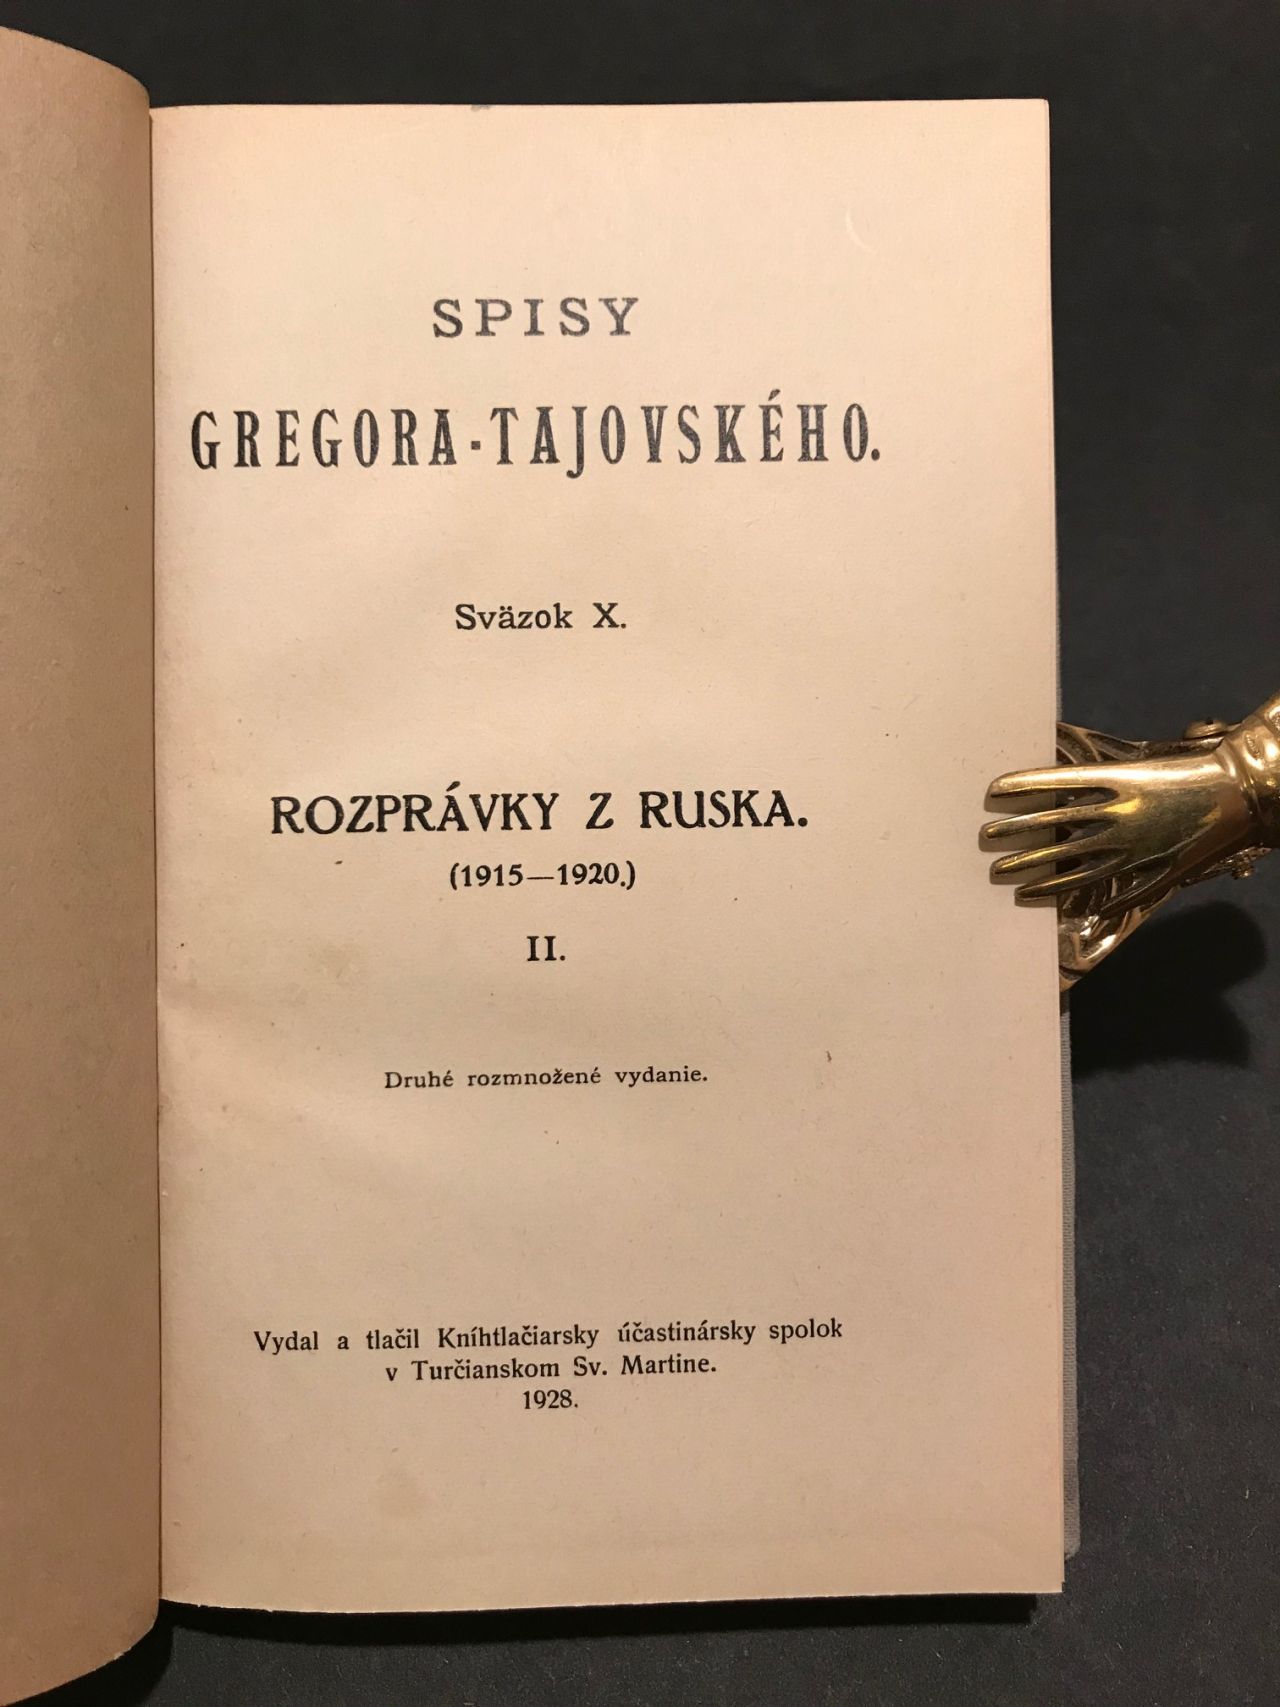 SPISY
GREGORA-TAJOVSKÉHO.
Sväzok X.
ROZPRÁVKY Z RUSKA.
(1915—1920.)
II.
Druhé rozmnožené vydanie.
Vydal a tlačil Kníhtlačiarsky účastinársky spolok
v Turčianskom Sv. Martine.
1928.